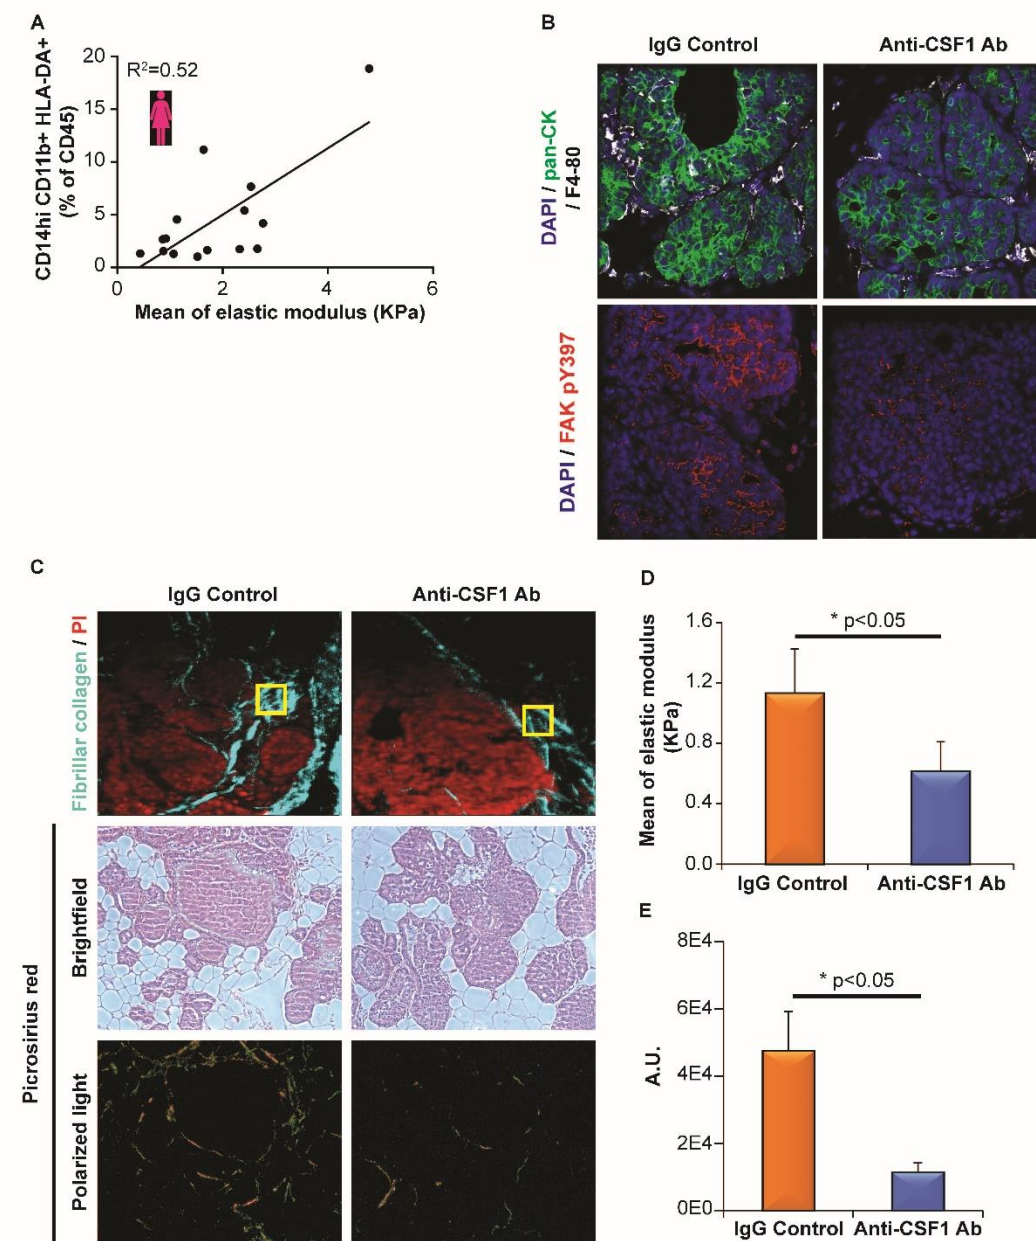 A
R²=0.52
CD14hi CD11b+ HLA-DA+
(% of CD45)
20
15
10
5
0
0 2 4 6
Mean of elastic modulus (KPa)
B
IgG Control Anti-CSF1 Ab
DAPI / pan-CK
/ F4-80
DAPI / FAK pY397
C
IgG Control Anti-CSF1 Ab
Fibrillar collagen / PI
Picrosirius red
Brightfield
Polarized light
D
Mean of elastic modulus
(KPa)
1.6
1.2
0.8
0.4
0.0
* p<0.05
IgG Control Anti-CSF1 Ab
E
A.U.
8E4
6E4
4E4
2E4
0E0
* p<0.05
IgG Control Anti-CSF1 Ab